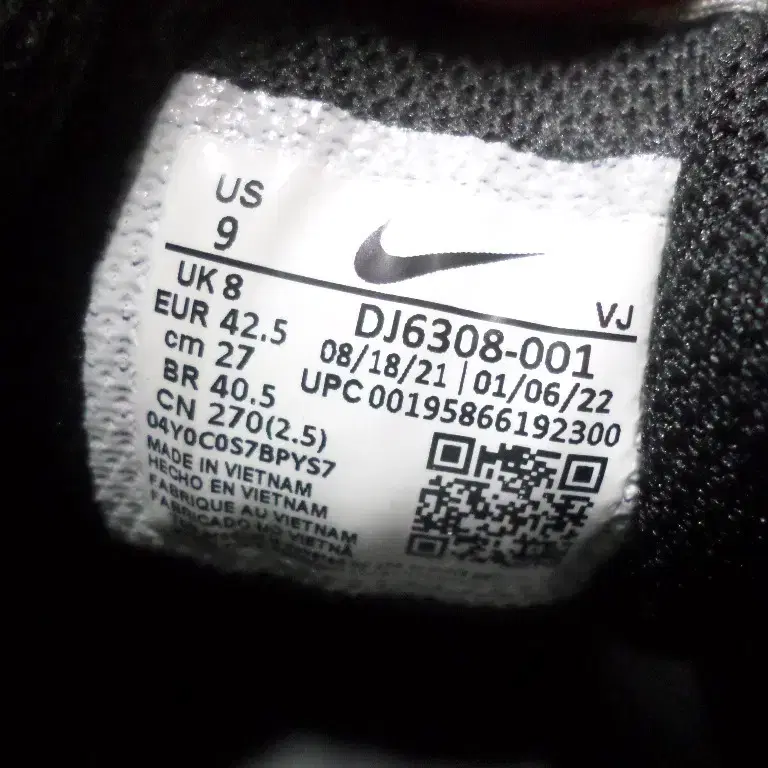 US
9
UK 8
EUR 42.5
cm 27
BR 40.5
CN 270(2.5)
04Y0C0S7BPYS7
MADE IN VIETNAM
HECHO EN VIETNAM
FABRIQUE AU VIETNAM
FABRICADO
VJ
DJ6308-001
08/18/21 | 01/06/22
UPC 00195866192300